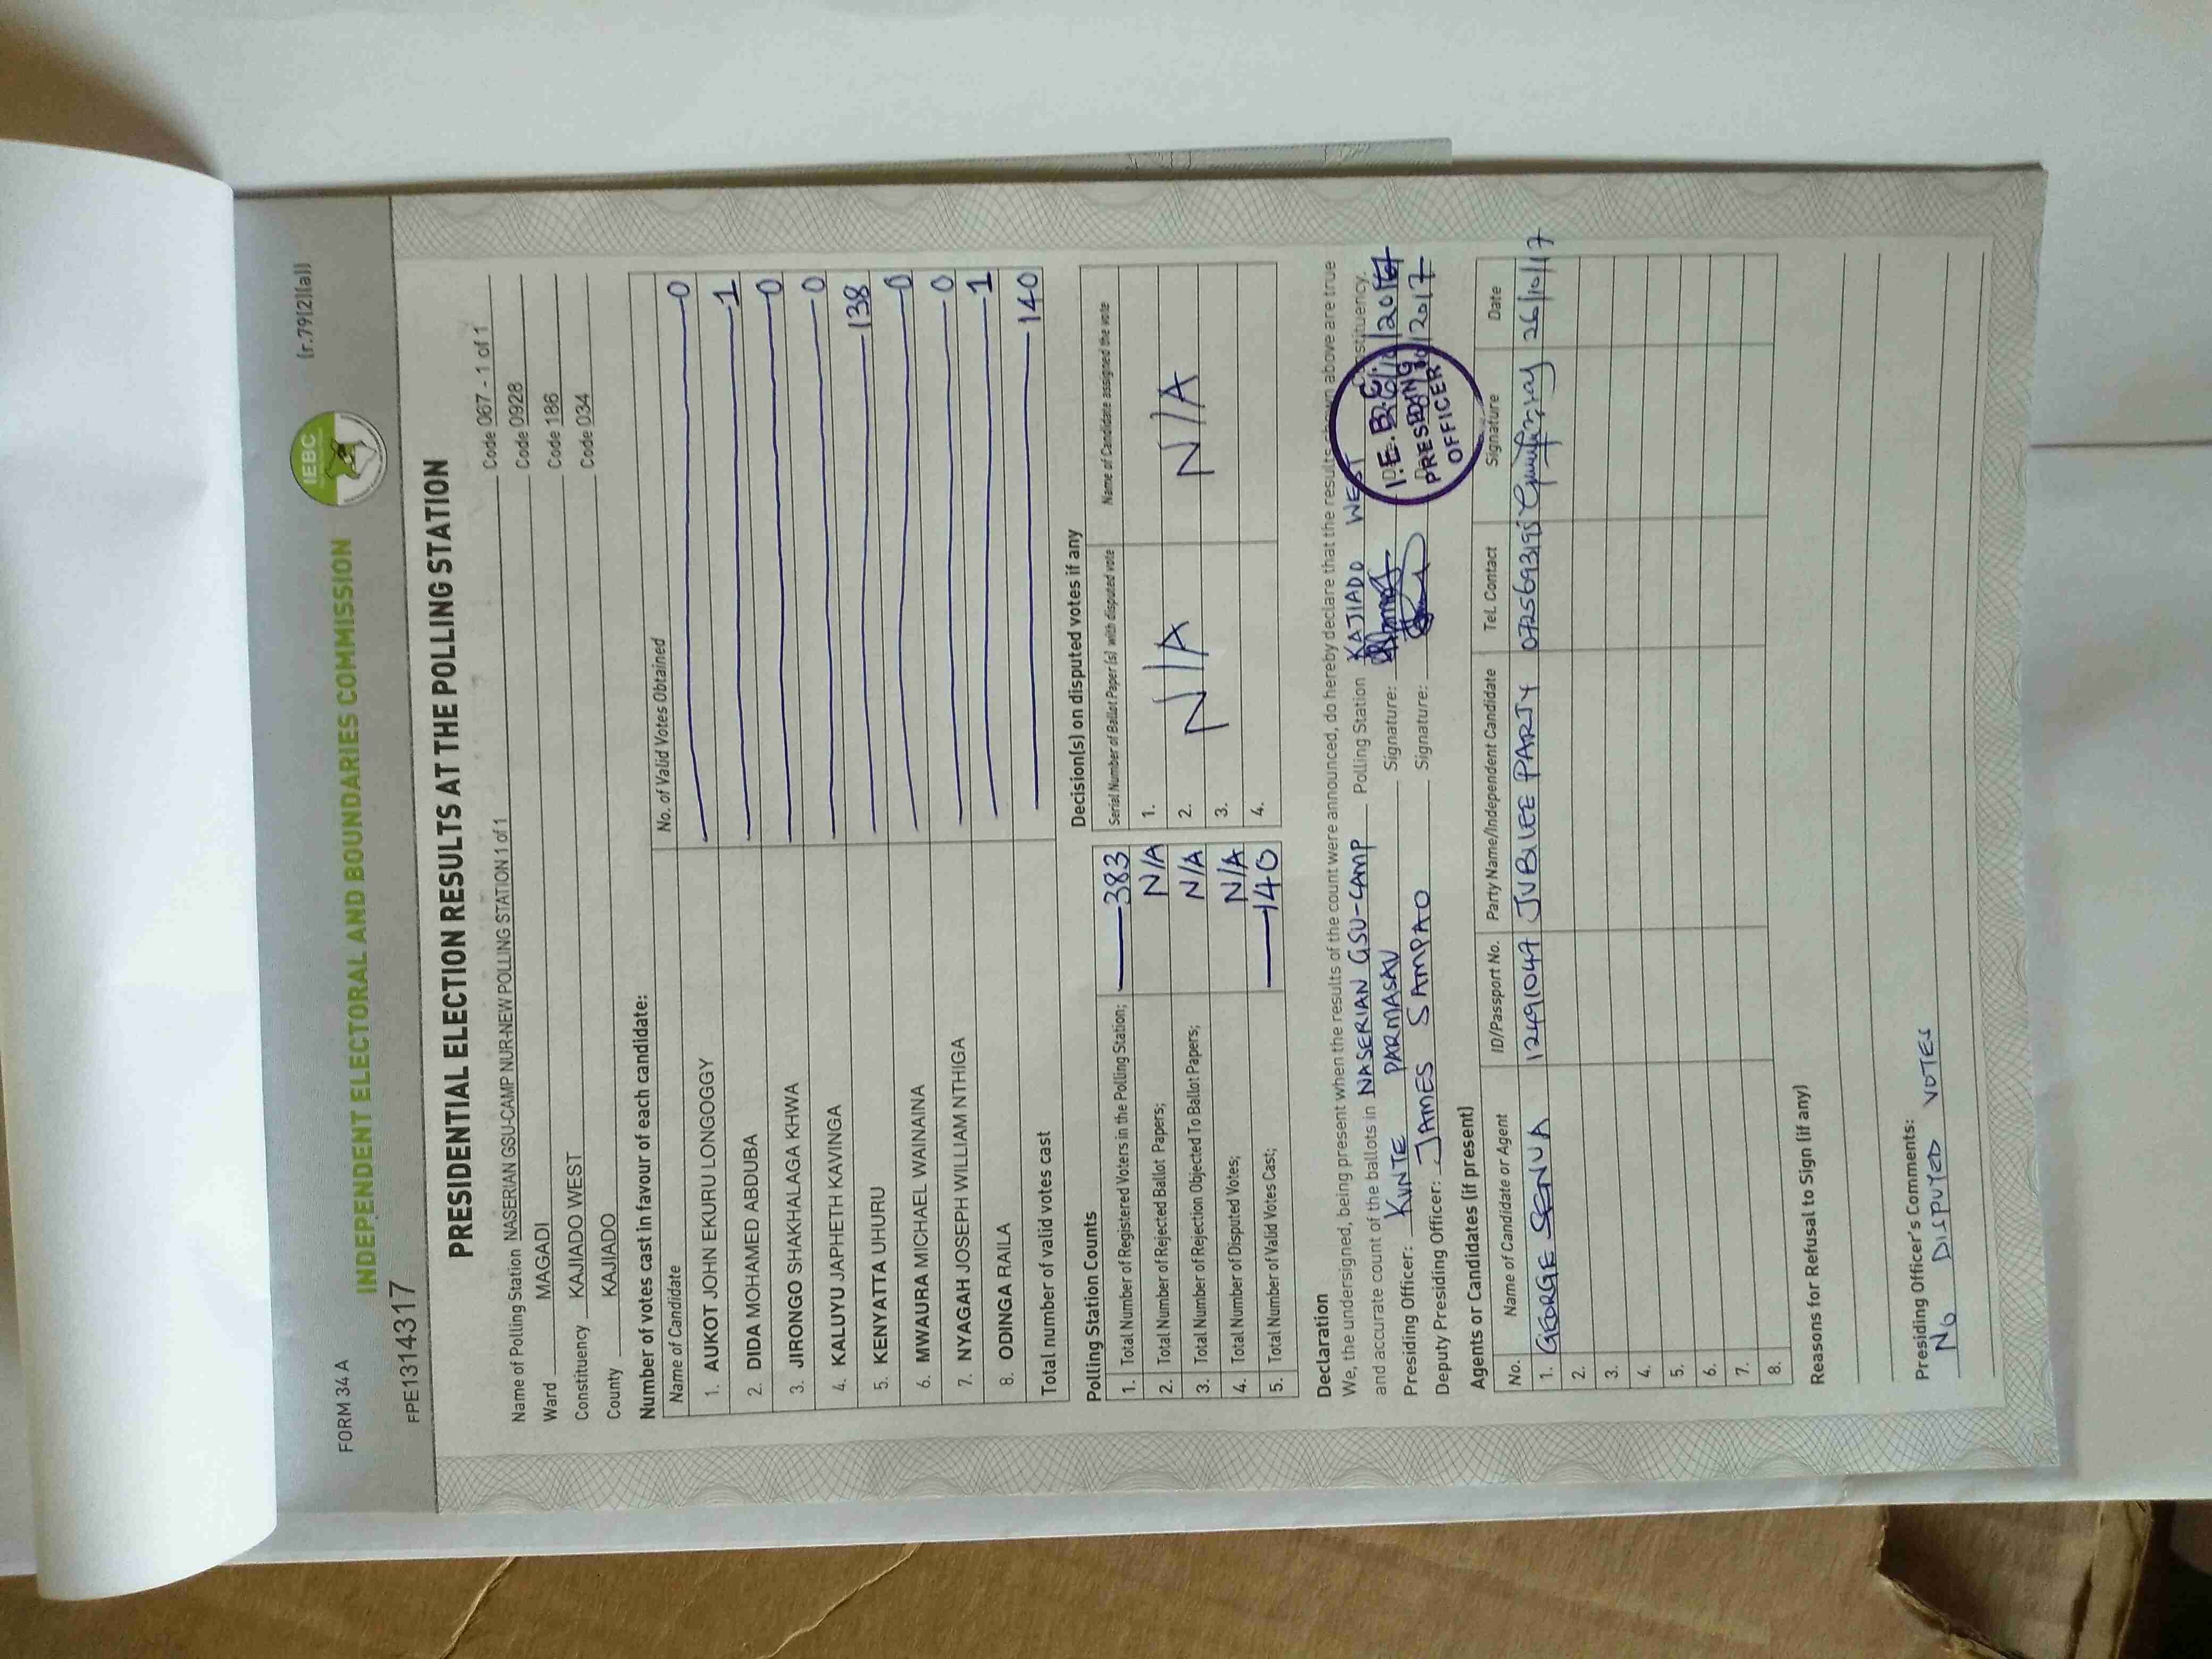 FORM 34 A
(r.79(2)(a))
IEBC
INDEPENDENT ELECTORAL AND BOUNDARIES COMMISSION
FPE1314317
PRESIDENTIAL ELECTION RESULTS AT THE POLLING STATION
Name of Polling Station NASERIAN GSU-CAMP NUR-NEW POLLING STATION 1 of 1 Code 067 - 1 of 1
Ward MAGADI Code 0928
Constituency KAJIADO WEST Code 186
County KAJIADO Code 034
Number of votes cast in favour of each candidate:
Name of Candidate No. of Valid Votes Obtained
1. AUKOT JOHN EKURU LONGOGGY 0
2. DIDA MOHAMED ABDUBA 1
3. JIRONGO SHAKHALAGA KHWA 0
4. KALUYU JAPHETH KAVINGA 0
5. KENYATTA UHURU 138
6. MWAURA MICHAEL WAINAINA 0
7. NYAGAH JOSEPH WILLIAM NTHIGA 0
8. ODINGA RAILA 1
Total number of valid votes cast 140
Polling Station Counts
1. Total Number of Registered Voters in the Polling Station; 383
2. Total Number of Rejected Ballot Papers; N/A
3. Total Number of Rejection Objected To Ballot Papers; N/A
4. Total Number of Disputed Votes; N/A
5. Total Number of Valid Votes Cast; 140
Decision(s) on disputed votes if any
Serial Number of Ballot Paper(s) with disputed vote Name of Candidate assigned the vote
1.
2. N/A N/A
3.
4.
Declaration
We, the undersigned, being present when the results of the count were announced, do hereby declare that the results shown above are true
and accurate count of the ballots in NASERIAN GSU-CAMP Polling Station KAJIADO WEST Constituency.
Presiding Officer: KUNTE PARMASAU Signature:
Deputy Presiding Officer: JAMES SAMPAO Signature: 2017
I.E.B.C.
PRESIDING
OFFICER
Agents or Candidates (if present)
No. Name of Candidate or Agent ID/Passport No. Party Name/Independent Candidate Tel. Contact Signature Date
1. GEORGE SENUA 12491047 JUBILEE PARTY 0725693195 26/10/17
2.
3.
4.
5.
6.
7.
8.
Reasons for Refusal to Sign (if any)
Presiding Officer's Comments:
NO DISPUTED VOTES